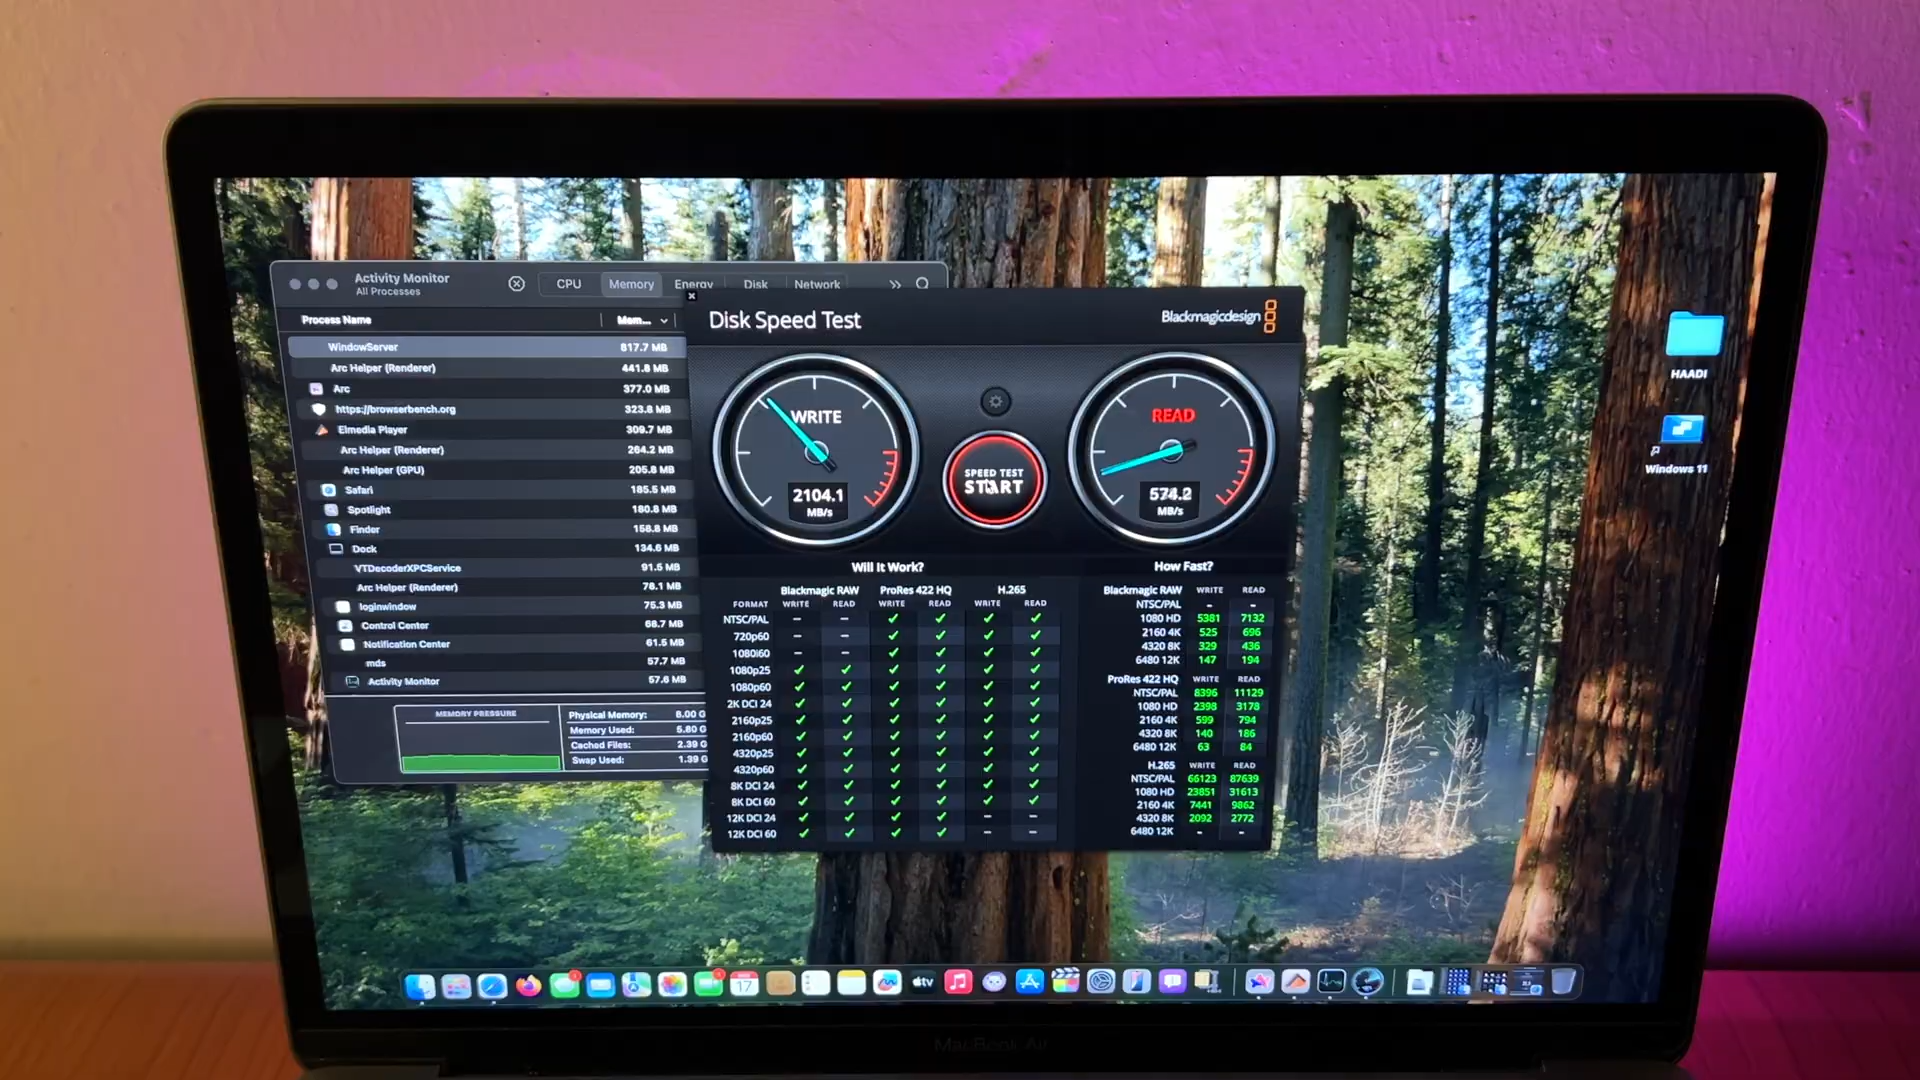 Activity Monitor
All Processes
CPU Memory Energy Disk Network
Process Name Mem...
WindowServer 817.7 MB
Arc Helper (Renderer) 441.8 MB
Arc 377.0 MB
https://browserbench.org 323.8 MB
Elmedia Player 309.7 MB
Arc Helper (Renderer) 264.2 MB
Arc Helper (GPU) 205.8 MB
Safari 185.5 MB
Spotlight 180.8 MB
Finder 158.8 MB
Dock 134.6 MB
VTDecoderXPCService 91.5 MB
Arc Helper (Renderer) 78.1 MB
loginwindow 75.3 MB
Control Center 68.7 MB
Notification Center 61.5 MB
mds 57.7 MB
Activity Monitor 57.6 MB
MEMORY PRESSURE
Physical Memory: 8.00 G
Memory Used: 5.80 G
Cached Files: 2.39 G
Swap Used: 1.39 G
Disk Speed Test
Blackmagicdesign
WRITE
2104.1
MB/s
SPEED TEST
START
READ
574.2
MB/s
Will It Work?
Blackmagic RAW ProRes 422 HQ H.265
FORMAT WRITE READ WRITE READ WRITE READ
NTSC/PAL – – ✓ ✓ ✓ ✓
720p60 – – ✓ ✓ ✓ ✓
1080i60 – – ✓ ✓ ✓ ✓
1080p25 ✓ ✓ ✓ ✓ ✓ ✓
1080p60 ✓ ✓ ✓ ✓ ✓ ✓
2K DCI 24 ✓ ✓ ✓ ✓ ✓ ✓
2160p25 ✓ ✓ ✓ ✓ ✓ ✓
2160p60 ✓ ✓ ✓ ✓ ✓ ✓
4320p25 ✓ ✓ ✓ ✓ ✓ ✓
4320p60 ✓ ✓ ✓ ✓ ✓ ✓
8K DCI 24 ✓ ✓ ✓ ✓ ✓ ✓
8K DCI 60 ✓ ✓ ✓ ✓ ✓ ✓
12K DCI 24 ✓ ✓ ✓ ✓ – –
12K DCI 60 ✓ ✓ ✓ ✓ – –
How Fast?
Blackmagic RAW WRITE READ
NTSC/PAL - -
1080 HD 5381 7132
2160 4K 525 696
4320 8K 329 436
6480 12K 147 194
ProRes 422 HQ WRITE READ
NTSC/PAL 8396 11129
1080 HD 2398 3178
2160 4K 599 794
4320 8K 140 186
6480 12K 63 84
H.265 WRITE READ
NTSC/PAL 66123 87639
1080 HD 23851 31613
2160 4K 7441 9862
4320 8K 2092 2772
6480 12K - -
HAADI
Windows 11
17
tv
MacBook Air